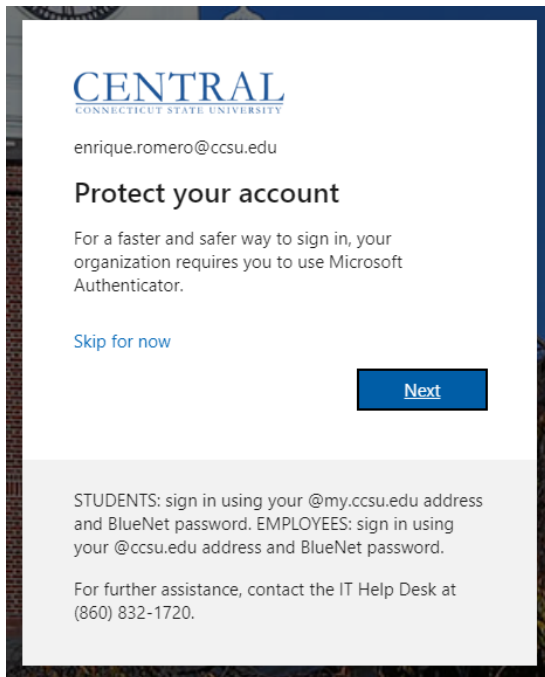 CENTRAL
CONNECTICUT STATE UNIVERSITY
enrique.romero@ccsu.edu
Protect your account
For a faster and safer way to sign in, your
organization requires you to use Microsoft
Authenticator.
Skip for now
Next
STUDENTS: sign in using your @my.ccsu.edu address
and BlueNet password. EMPLOYEES: sign in using
your @ccsu.edu address and BlueNet password.
For further assistance, contact the IT Help Desk at
(860) 832-1720.